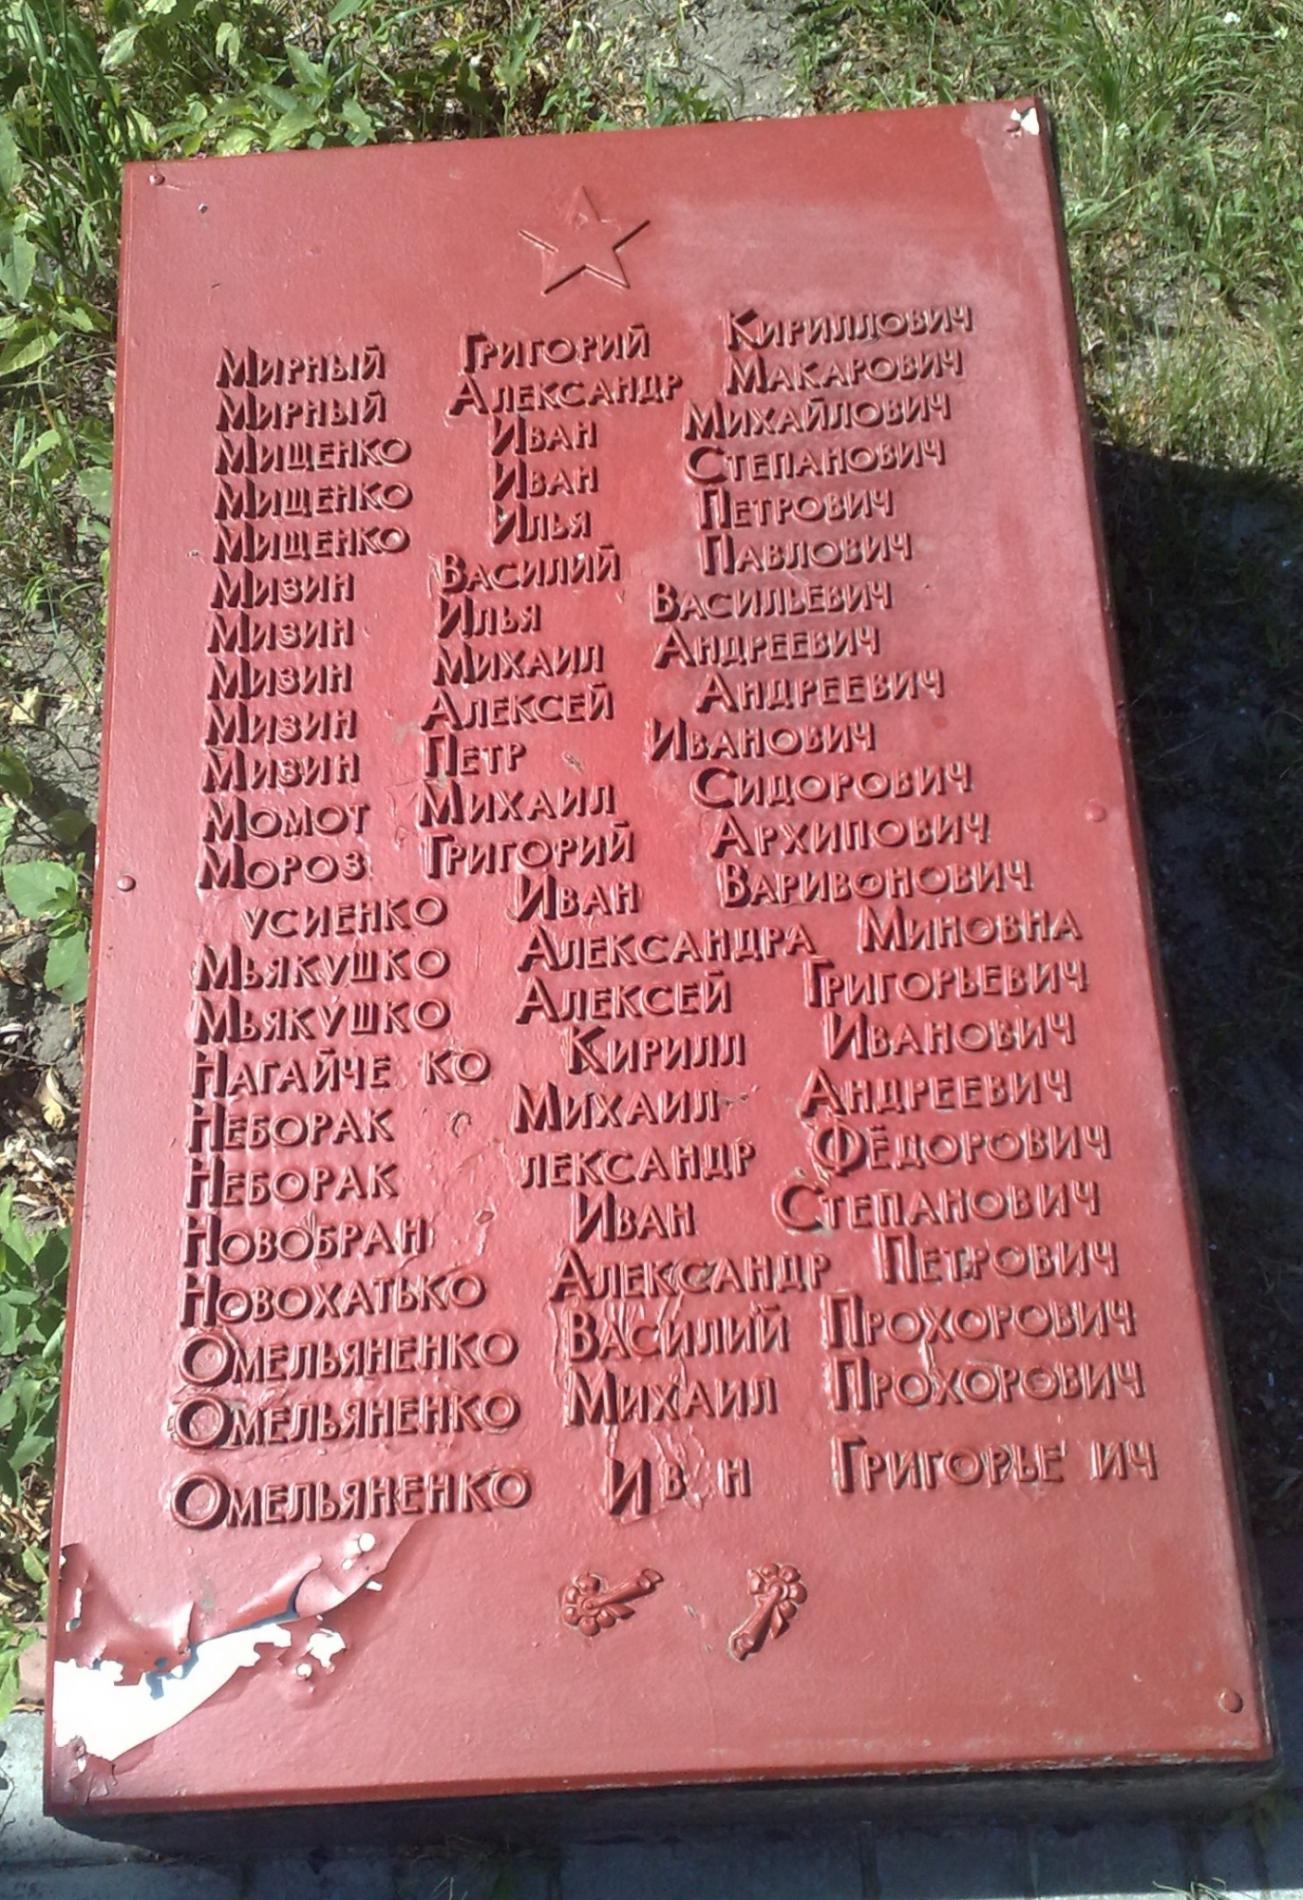 Мирный Григорий Кириллович
Мирный Александр Макарович
Мищенко Иван Михайлович
Мищенко Иван Степанович
Мищенко Илья Петрович
Мизин Василий Павлович
Мизин Илья Васильевич
Мизин Михаил Андреевич
Мизин Алексей Андреевич
Мизин Петр Иванович
Момот Михаил Сидорович
Мороз Григорий Архипович
усиенко Иван Варивонович
Мьякушко Александра Миновна
Мьякушко Алексей Григорьевич
Нагайче ко Кирилл Иванович
Неборак Михаил Андреевич
Неборак лександр Фёдорович
Новобран Иван Степанович
Новохатько Александр Петрович
Омельяненко Василий Прохорович
Омельяненко Михаил Прохорович
Омельяненко Ив н Григорье ич